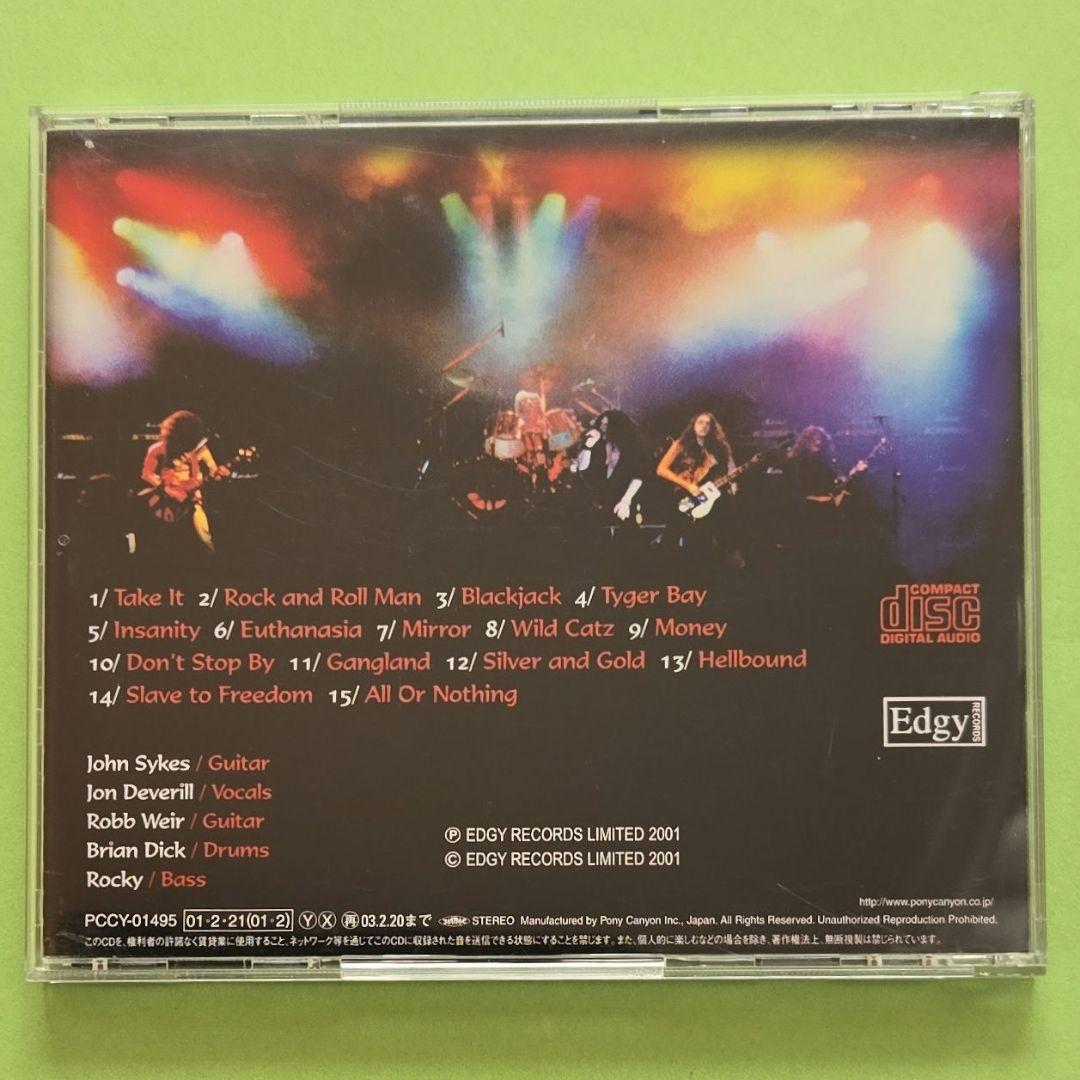 1/ Take It 2/ Rock and Roll Man 3/ Blackjack 4/ Tyger Bay
5/ Insanity 6/ Euthanasia 7/ Mirror 8/ Wild Catz 9/ Money
10/ Don't Stop By 11/ Gangland 12/ Silver and Gold 13/ Hellbound
14/ Slave to Freedom 15/ All Or Nothing
COMPACT
disc
DIGITAL AUDIO
Edgy RECORDS
John Sykes / Guitar
Jon Deverill / Vocals
Robb Weir / Guitar
Brian Dick / Drums
Rocky / Bass
Ⓟ EDGY RECORDS LIMITED 2001
© EDGY RECORDS LIMITED 2001
http://www.ponycanyon.co.jp/
PCCY-01495 01・2・21(01・2) Ⓨ Ⓧ 再 03.2.20まで STEREO Manufactured by Pony Canyon Inc., Japan. All Rights Reserved. Unauthorized Reproduction Prohibited.
このCDを、権利者の許諾なく賃貸業に使用すること、ネットワーク等を通じてこのCDに収録された音を送信できる状態にすることを禁じます。また、個人的に楽しむなどの場合を除き、著作権法上、無断複製は禁じられています。